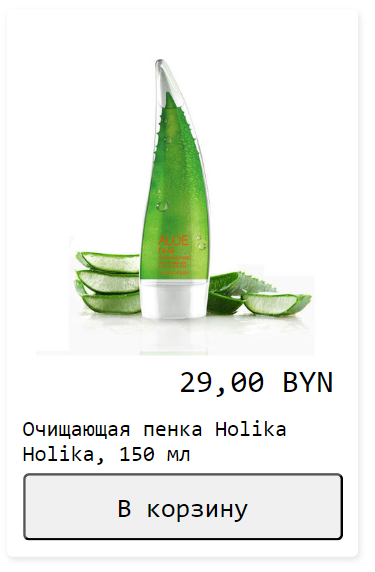 ALOE
29,00 BYN
Очищающая пенка Holika
Holika, 150 мл
В корзину